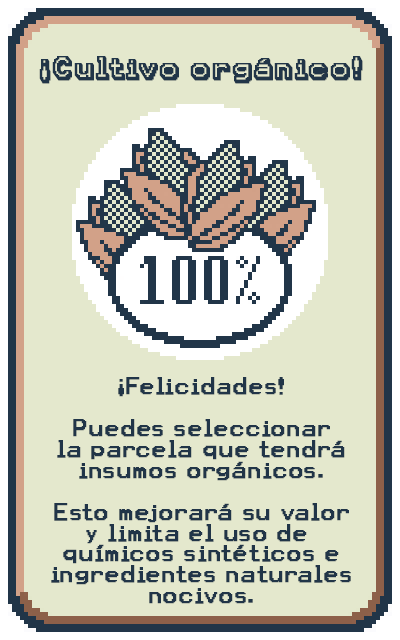 ¡Cultivo orgánico!
100%
¡Felicidades!
Puedes seleccionar
la parcela que tendrá
insumos orgánicos.
Esto mejorará su valor
y limita el uso de
químicos sintéticos e
ingredientes naturales
nocivos.